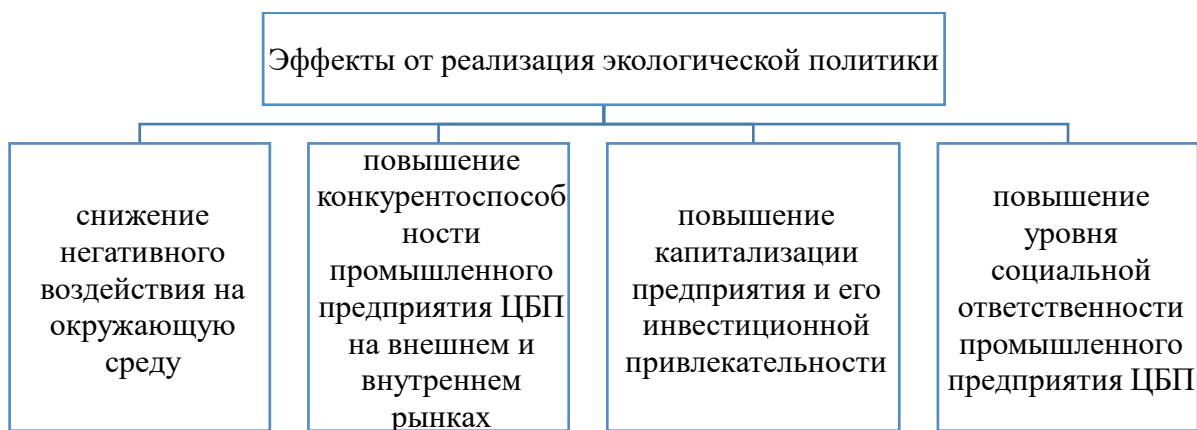 Эффекты от реализация экологической политики
снижение
негативного
воздействия на
окружающую
среду
повышение
конкурентоспособ
ности
промышленного
предприятия ЦБП
на внешнем и
внутреннем
рынках
повышение
капитализации
предприятия и его
инвестиционной
привлекательности
повышение
уровня
социальной
ответственности
промышленного
предприятия ЦБП